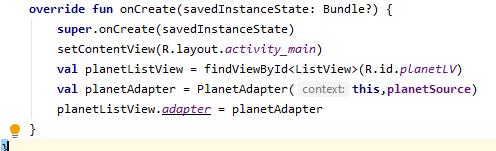 override fun onCreate(savedInstanceState: Bundle?) {
super.onCreate(savedInstanceState)
setContentView(R.layout.activity_main)
val planetListView = findViewById<ListView>(R.id.planetLV)
val planetAdapter = PlanetAdapter( context: this,planetSource)
planetListView.adapter = planetAdapter
}
}